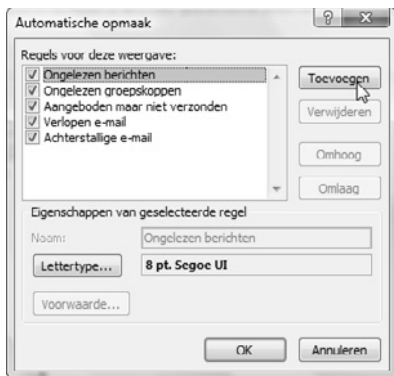 Automatische opmaak
Regels voor deze weergave:
Ongelezen berichten
Ongelezen groepskoppen
Aangeboden maar niet verzonden
Verlopen e-mail
Achterstallige e-mail
Toevoegen
Verwijderen
Omhoog
Omlaag
Eigenschappen van geselecteerde regel
Naam:
Ongelezen berichten
Lettertype...
8 pt. Segoe UI
Voorwaarde...
OK
Annuleren